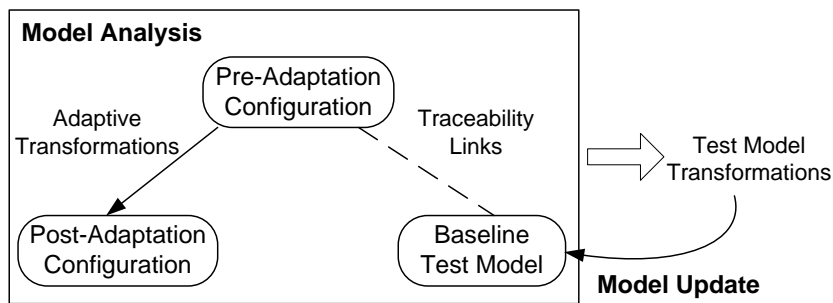 Model Analysis
Pre-Adaptation
Configuration
Adaptive
Transformations
Traceability
Links
Test Model
Transformations
Post-Adaptation
Configuration
Baseline
Test Model
Model Update